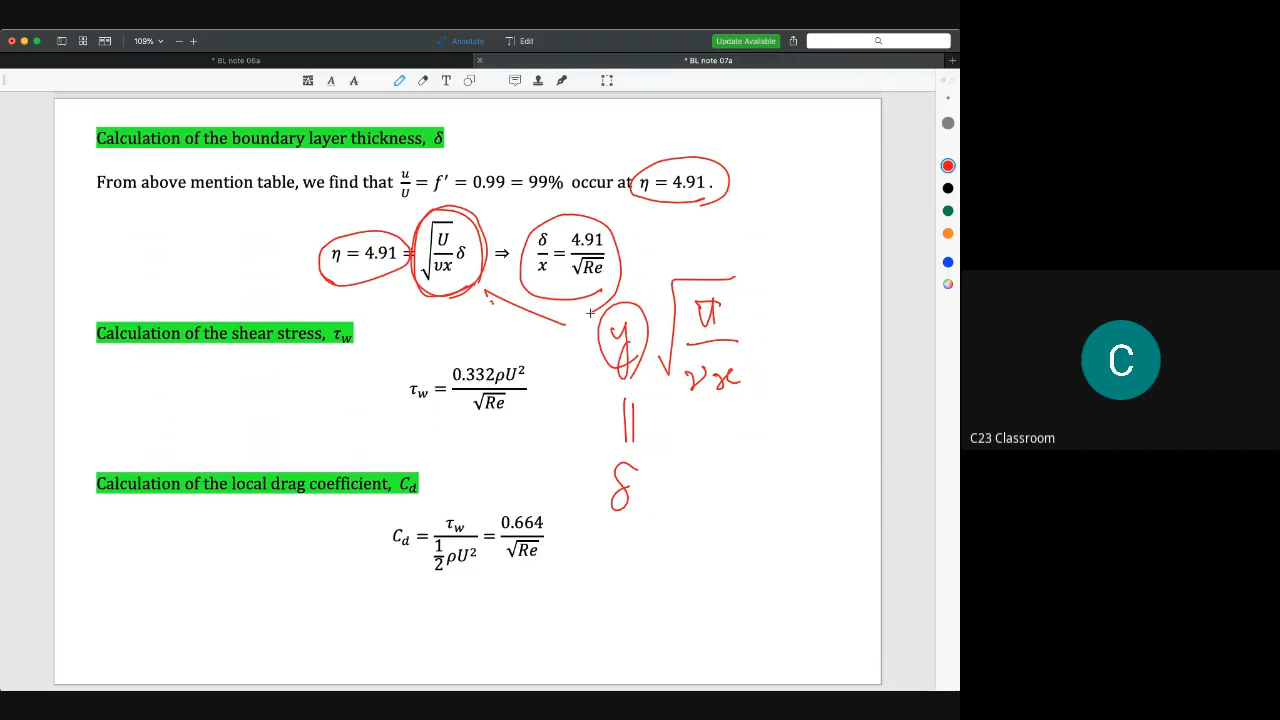 109%
Annotate
Edit
Update Available
* BL note 06a
* BL note 07a
Calculation of the boundary layer thickness, δ
From above mention table, we find that u/U = f′ = 0.99 = 99% occur at η = 4.91 .
η = 4.91 = √(U/υx) δ ⇒ δ/x = 4.91/√Re
y √(U/νx)
Calculation of the shear stress, τw
τw = 0.332ρU²/√Re
||
δ
Calculation of the local drag coefficient, Cd
Cd = τw/(1/2 ρU²) = 0.664/√Re
C
C23 Classroom